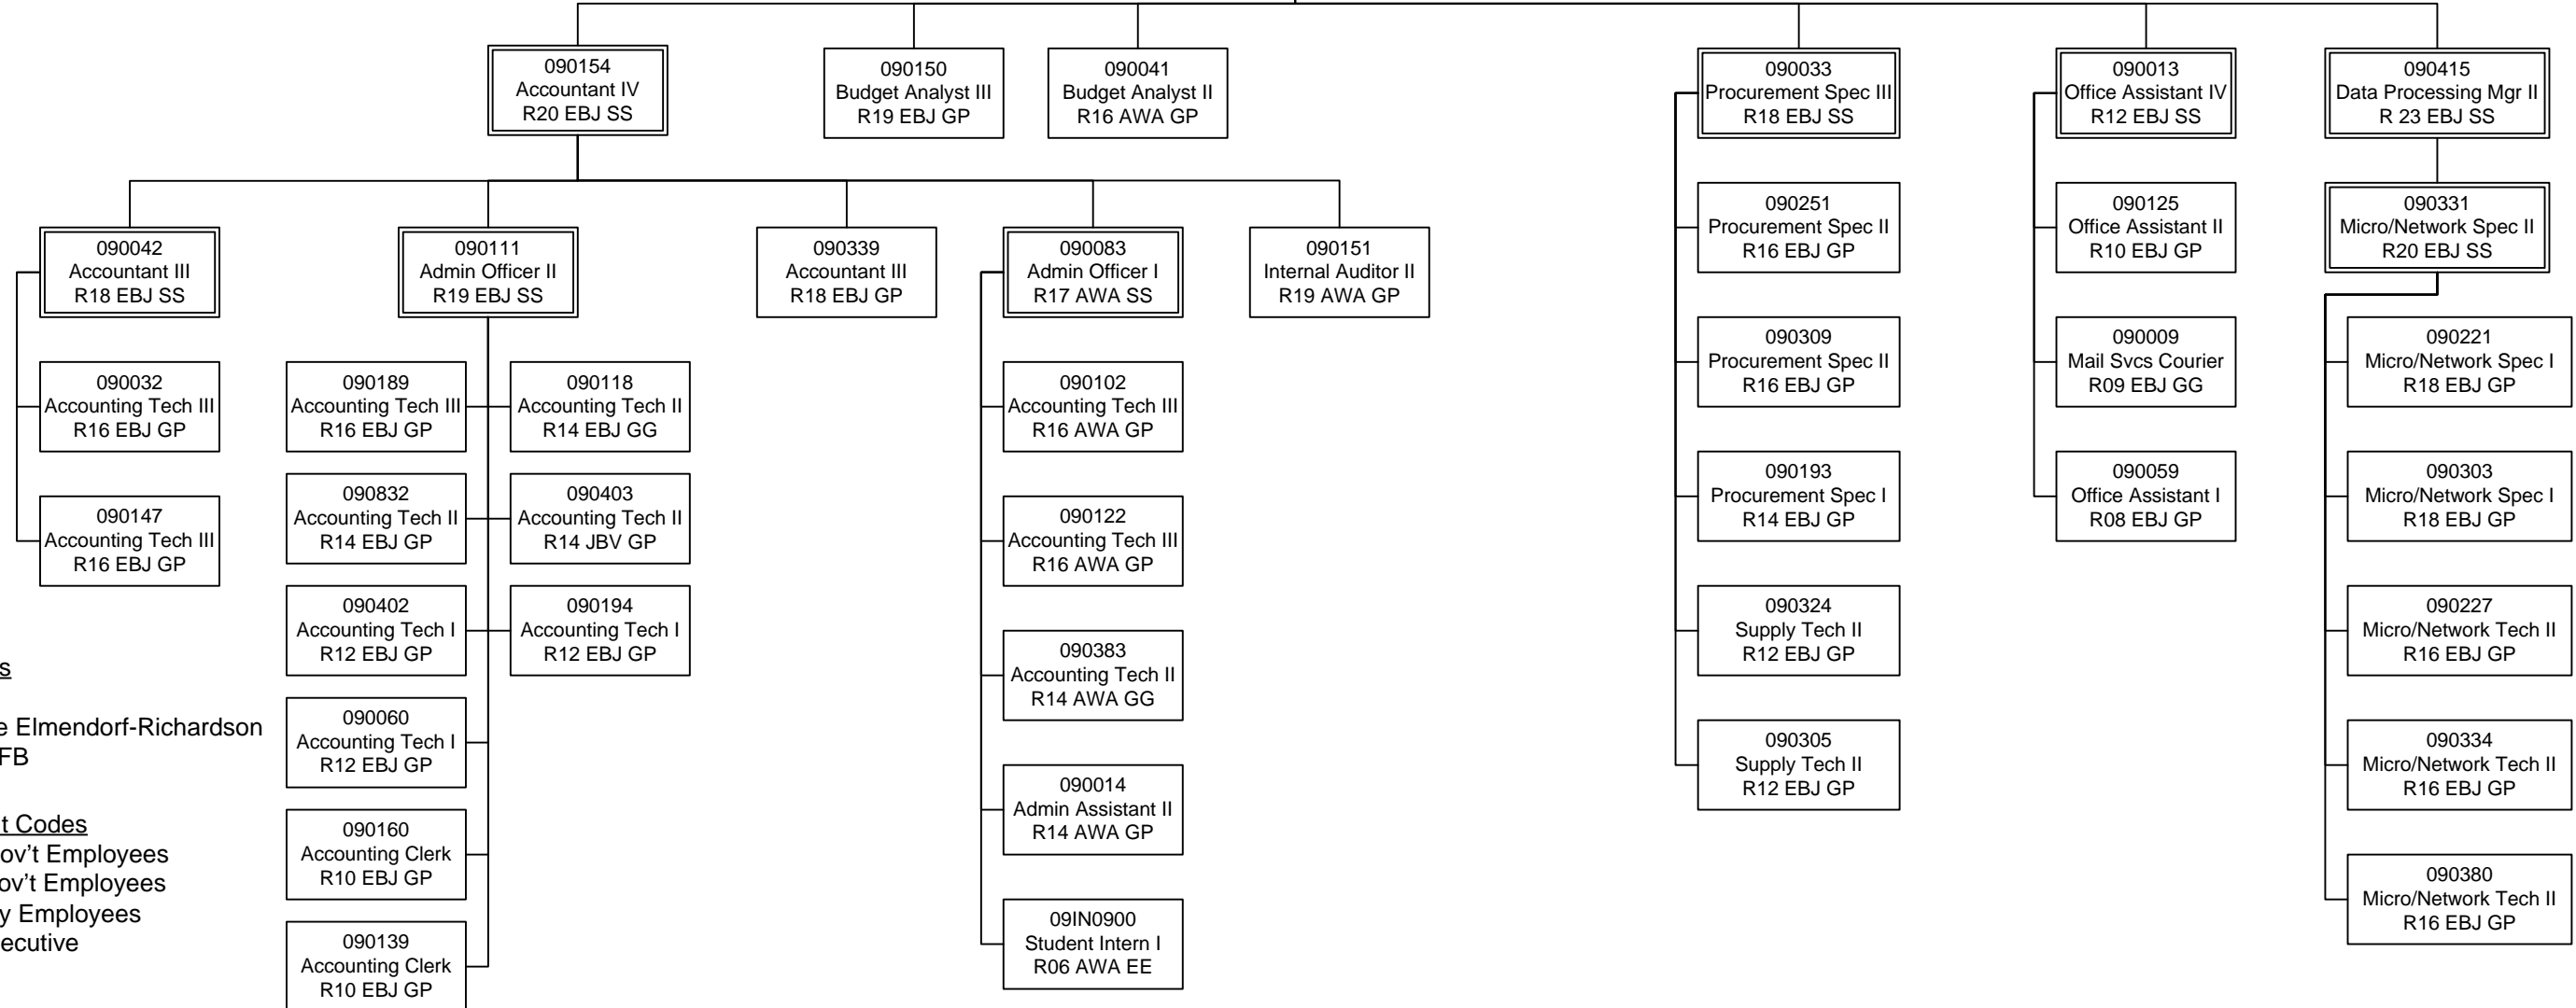 090154
Accountant IV
R20 EBJ SS
090150
Budget Analyst III
R19 EBJ GP
090041
Budget Analyst II
R16 AWA GP
090033
Procurement Spec III
R18 EBJ SS
090013
Office Assistant IV
R12 EBJ SS
090415
Data Processing Mgr II
R 23 EBJ SS
090042
Accountant III
R18 EBJ SS
090111
Admin Officer II
R19 EBJ SS
090339
Accountant III
R18 EBJ GP
090083
Admin Officer I
R17 AWA SS
090151
Internal Auditor II
R19 AWA GP
090032
Accounting Tech III
R16 EBJ GP
090147
Accounting Tech III
R16 EBJ GP
090189
Accounting Tech III
R16 EBJ GP
090118
Accounting Tech II
R14 EBJ GG
090832
Accounting Tech II
R14 EBJ GP
090403
Accounting Tech II
R14 JBV GP
090402
Accounting Tech I
R12 EBJ GP
090194
Accounting Tech I
R12 EBJ GP
090060
Accounting Tech I
R12 EBJ GP
090160
Accounting Clerk
R10 EBJ GP
090139
Accounting Clerk
R10 EBJ GP
090102
Accounting Tech III
R16 AWA GP
090122
Accounting Tech III
R16 AWA GP
090383
Accounting Tech II
R14 AWA GG
090014
Admin Assistant II
R14 AWA GP
09IN0900
Student Intern I
R06 AWA EE
090251
Procurement Spec II
R16 EBJ GP
090309
Procurement Spec II
R16 EBJ GP
090193
Procurement Spec I
R14 EBJ GP
090324
Supply Tech II
R12 EBJ GP
090305
Supply Tech II
R12 EBJ GP
090125
Office Assistant II
R10 EBJ GP
090009
Mail Svcs Courier
R09 EBJ GG
090059
Office Assistant I
R08 EBJ GP
090331
Micro/Network Spec II
R20 EBJ SS
090221
Micro/Network Spec I
R18 EBJ GP
090303
Micro/Network Spec I
R18 EBJ GP
090227
Micro/Network Tech II
R16 EBJ GP
090334
Micro/Network Tech II
R16 EBJ GP
090380
Micro/Network Tech II
R16 EBJ GP
s
e Elmendorf-Richardson
FB
t Codes
ov't Employees
ov't Employees
y Employees
ecutive